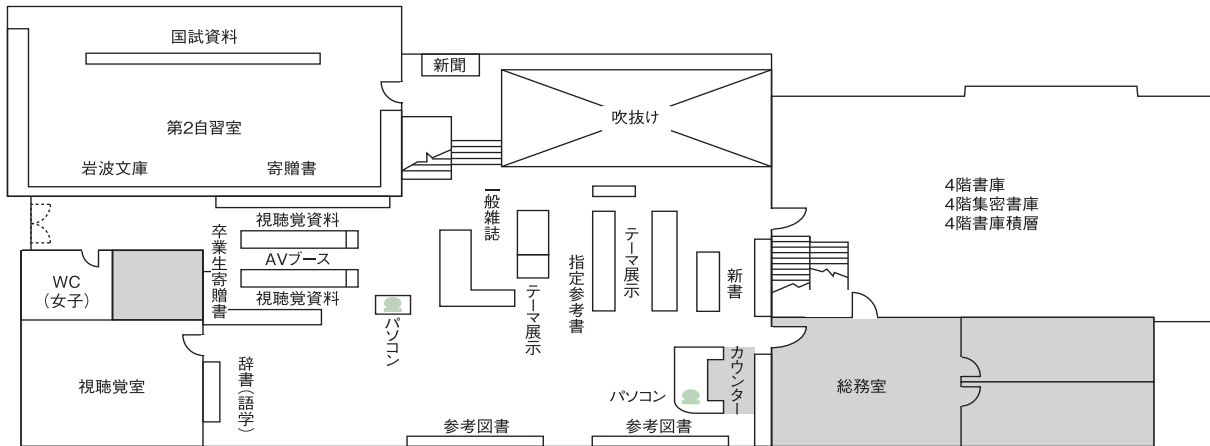 国試資料
新聞
第2自習室
吹抜け
岩波文庫
寄贈書
4階書庫
4階集密書庫
4階書庫積層
一般雑誌
視聴覚資料
卒業生寄贈書
AVブース
視聴覚資料
WC
(女子)
パソコン
テーマ展示
指定参考書
テーマ展示
新書
視聴覚室
辞書(語学)
パソコン
カウンター
総務室
参考図書
参考図書